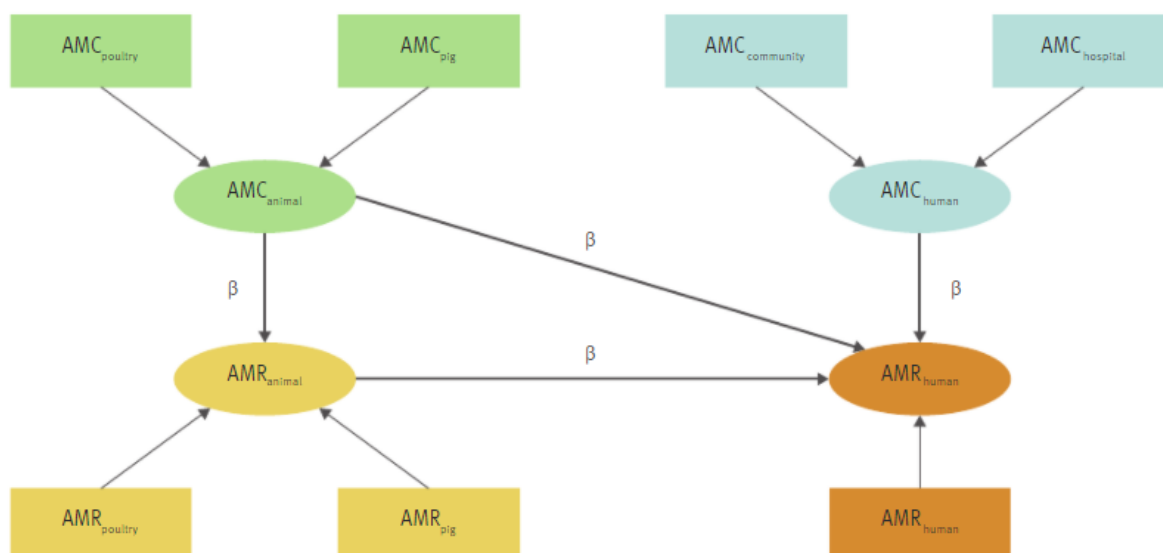 AMCpoultry
AMCpig
AMCcommunity
AMChospital
AMCanimal
AMChuman
β
β
β
β
AMRanimal
AMRhuman
AMRpoultry
AMRpig
AMRhuman